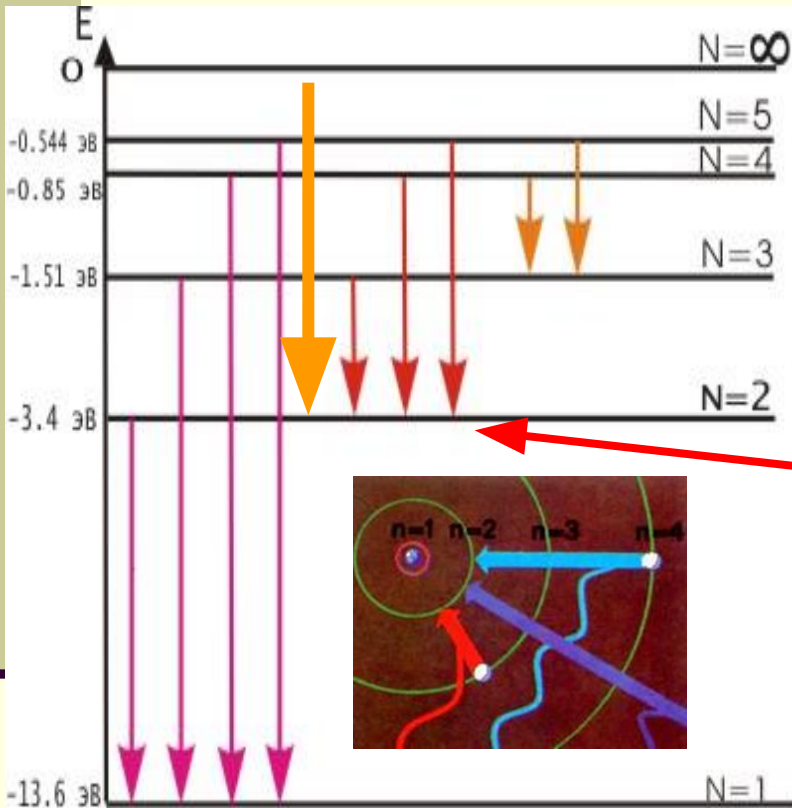 E
N=∞
0
N=5
-0.544 эВ
N=4
-0.85 эВ
N=3
-1.51 эВ
N=2
-3.4 эВ
n=1 n=2 n=3 n=4
N=1
-13.6 эВ